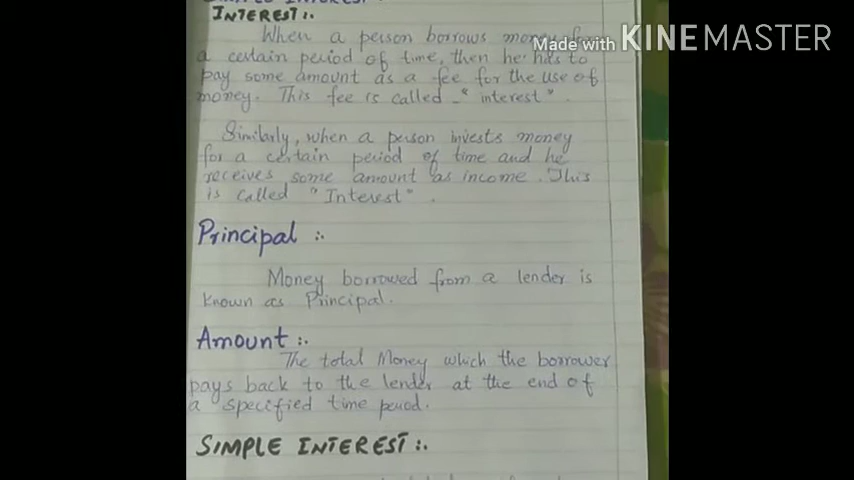 INTEREST:.
When a person borrows money for
a certain period of time, then he has to
pay some amount as a fee for the use of
money. This fee is called - "interest".
Similarly, when a person invests money
for a certain period of time and he
receives some amount as income. This
is called "Interest".
Principal :.
Money borrowed from a lender is
known as Principal.
Amount :.
The total Money which the borrower
pays back to the lender at the end of
a specified time period.
SIMPLE INTEREST:.
Made with KINEMASTER